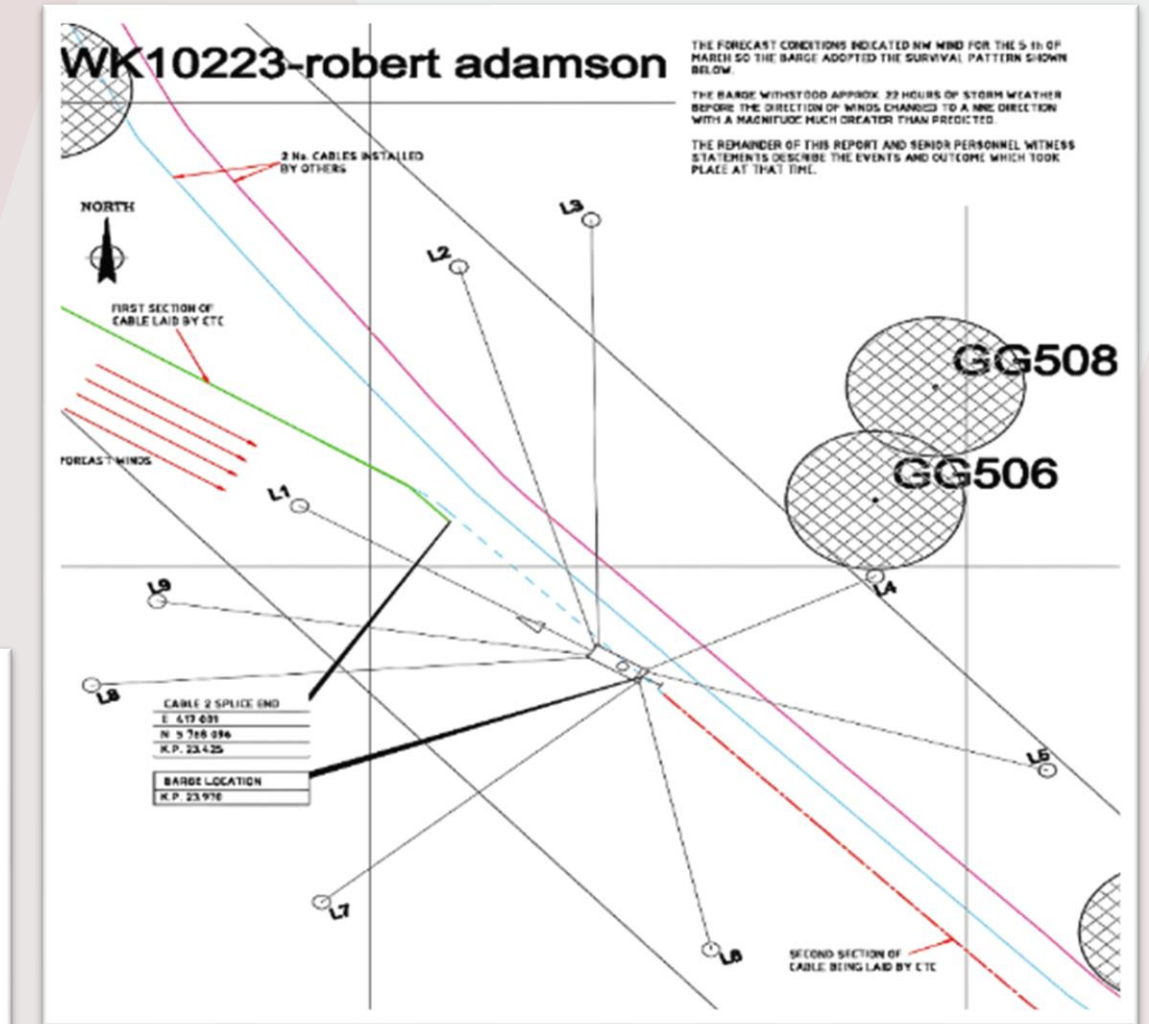 WK10223-robert adamson
THE FORECAST CONDITIONS INDICATED NW WIND FOR THE 5 th OF
MARCH SO THE BARGE ADOPTED THE SURVIVAL PATTERN SHOWN
BELOW.
THE BARGE WITHSTOOD APPROX. 22 HOURS OF STORM WEATHER
BEFORE THE DIRECTION OF WINDS CHANGED TO A NNE DIRECTION
WITH A MAGNITUDE MUCH GREATER THAN PREDICTED.
THE REMAINDER OF THIS REPORT AND SENIOR PERSONNEL WITNESS
STATEMENTS DESCRIBE THE EVENTS AND OUTCOME WHICH TOOK
PLACE AT THAT TIME.
2 No. CABLES INSTALLED
BY OTHERS
NORTH
L3
L2
FIRST SECTION OF
CABLE LAID BY CTC
GG508
GG506
FORCAST WINDS
L1
L9
L4
L8
CABLE 2 SPLICE END
E
N
K.P. 23.425
BARGE LOCATION
K.P. 23.970
L5
L7
L6
SECOND SECTION OF
CABLE BEING LAID BY CTC